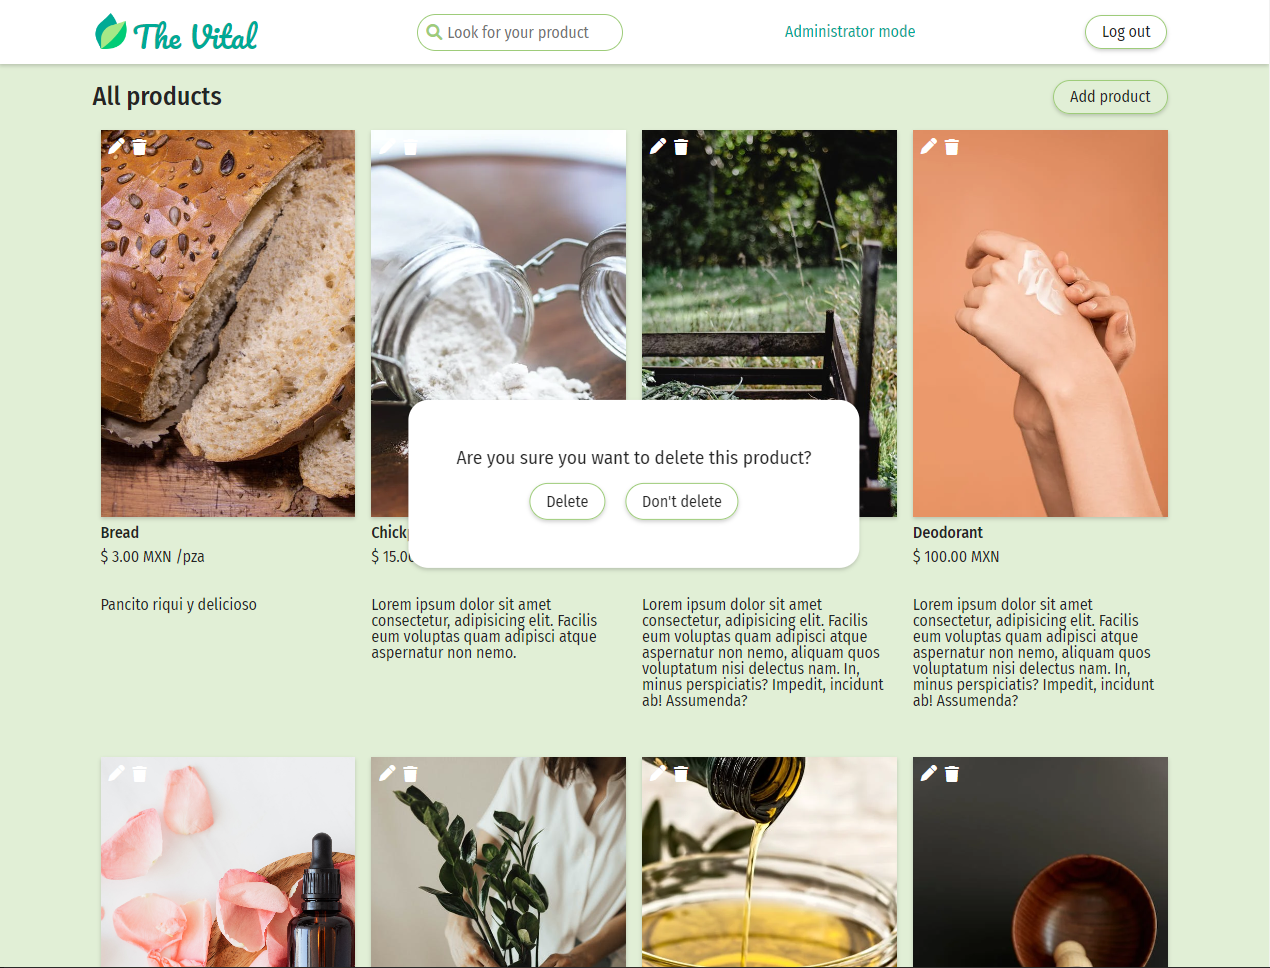 The Vital
Look for your product
Administrator mode
Log out
All products
Add product
Are you sure you want to delete this product?
Delete
Don't delete
Bread
$ 3.00 MXN /pza
Pancito riqui y delicioso
$ 15.00
Lorem ipsum dolor sit amet
consectetur, adipisicing elit. Facilis
eum voluptas quam adipisci atque
aspernatur non nemo.
Lorem ipsum dolor sit amet
consectetur, adipisicing elit. Facilis
eum voluptas quam adipisci atque
aspernatur non nemo, aliquam quos
voluptatum nisi delectus nam. In,
minus perspiciatis? Impedit, incidunt
ab! Assumenda?
Deodorant
$ 100.00 MXN
Lorem ipsum dolor sit amet
consectetur, adipisicing elit. Facilis
eum voluptas quam adipisci atque
aspernatur non nemo, aliquam quos
voluptatum nisi delectus nam. In,
minus perspiciatis? Impedit, incidunt
ab! Assumenda?